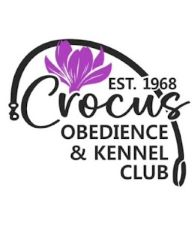 EST. 1968
Crocus
OBEDIENCE
& KENNEL
CLUB